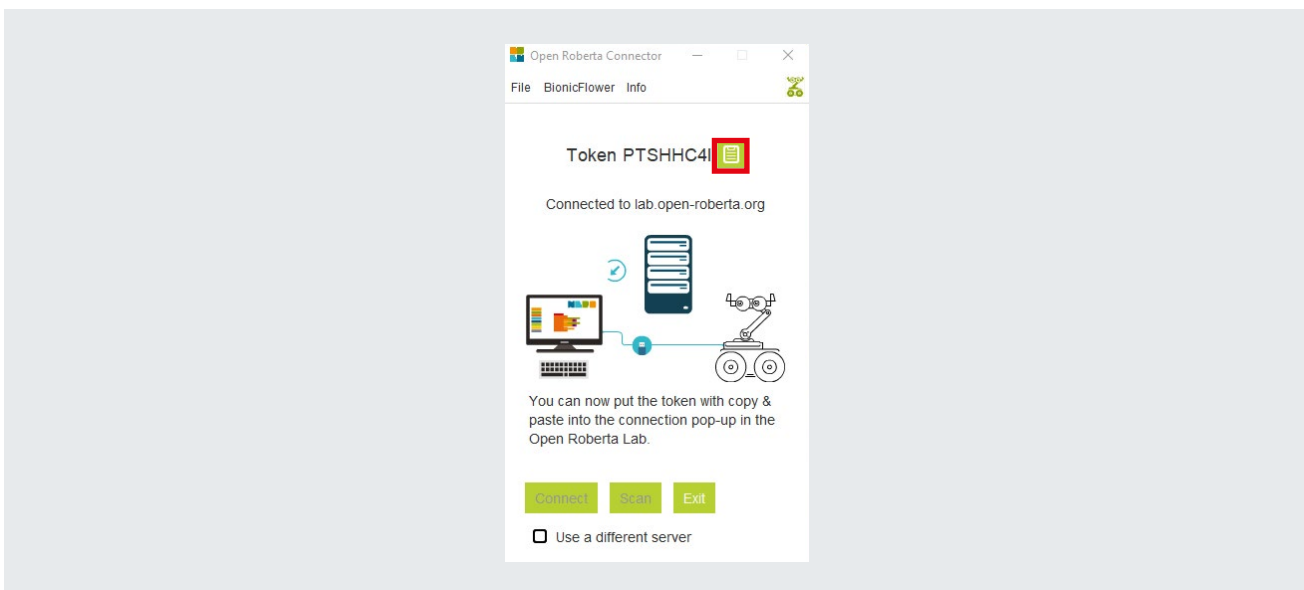 Open Roberta Connector
File BionicFlower Info
Token PTSHHC4I
Connected to lab.open-roberta.org
You can now put the token with copy &
paste into the connection pop-up in the
Open Roberta Lab.
Connect Scan Exit
Use a different server